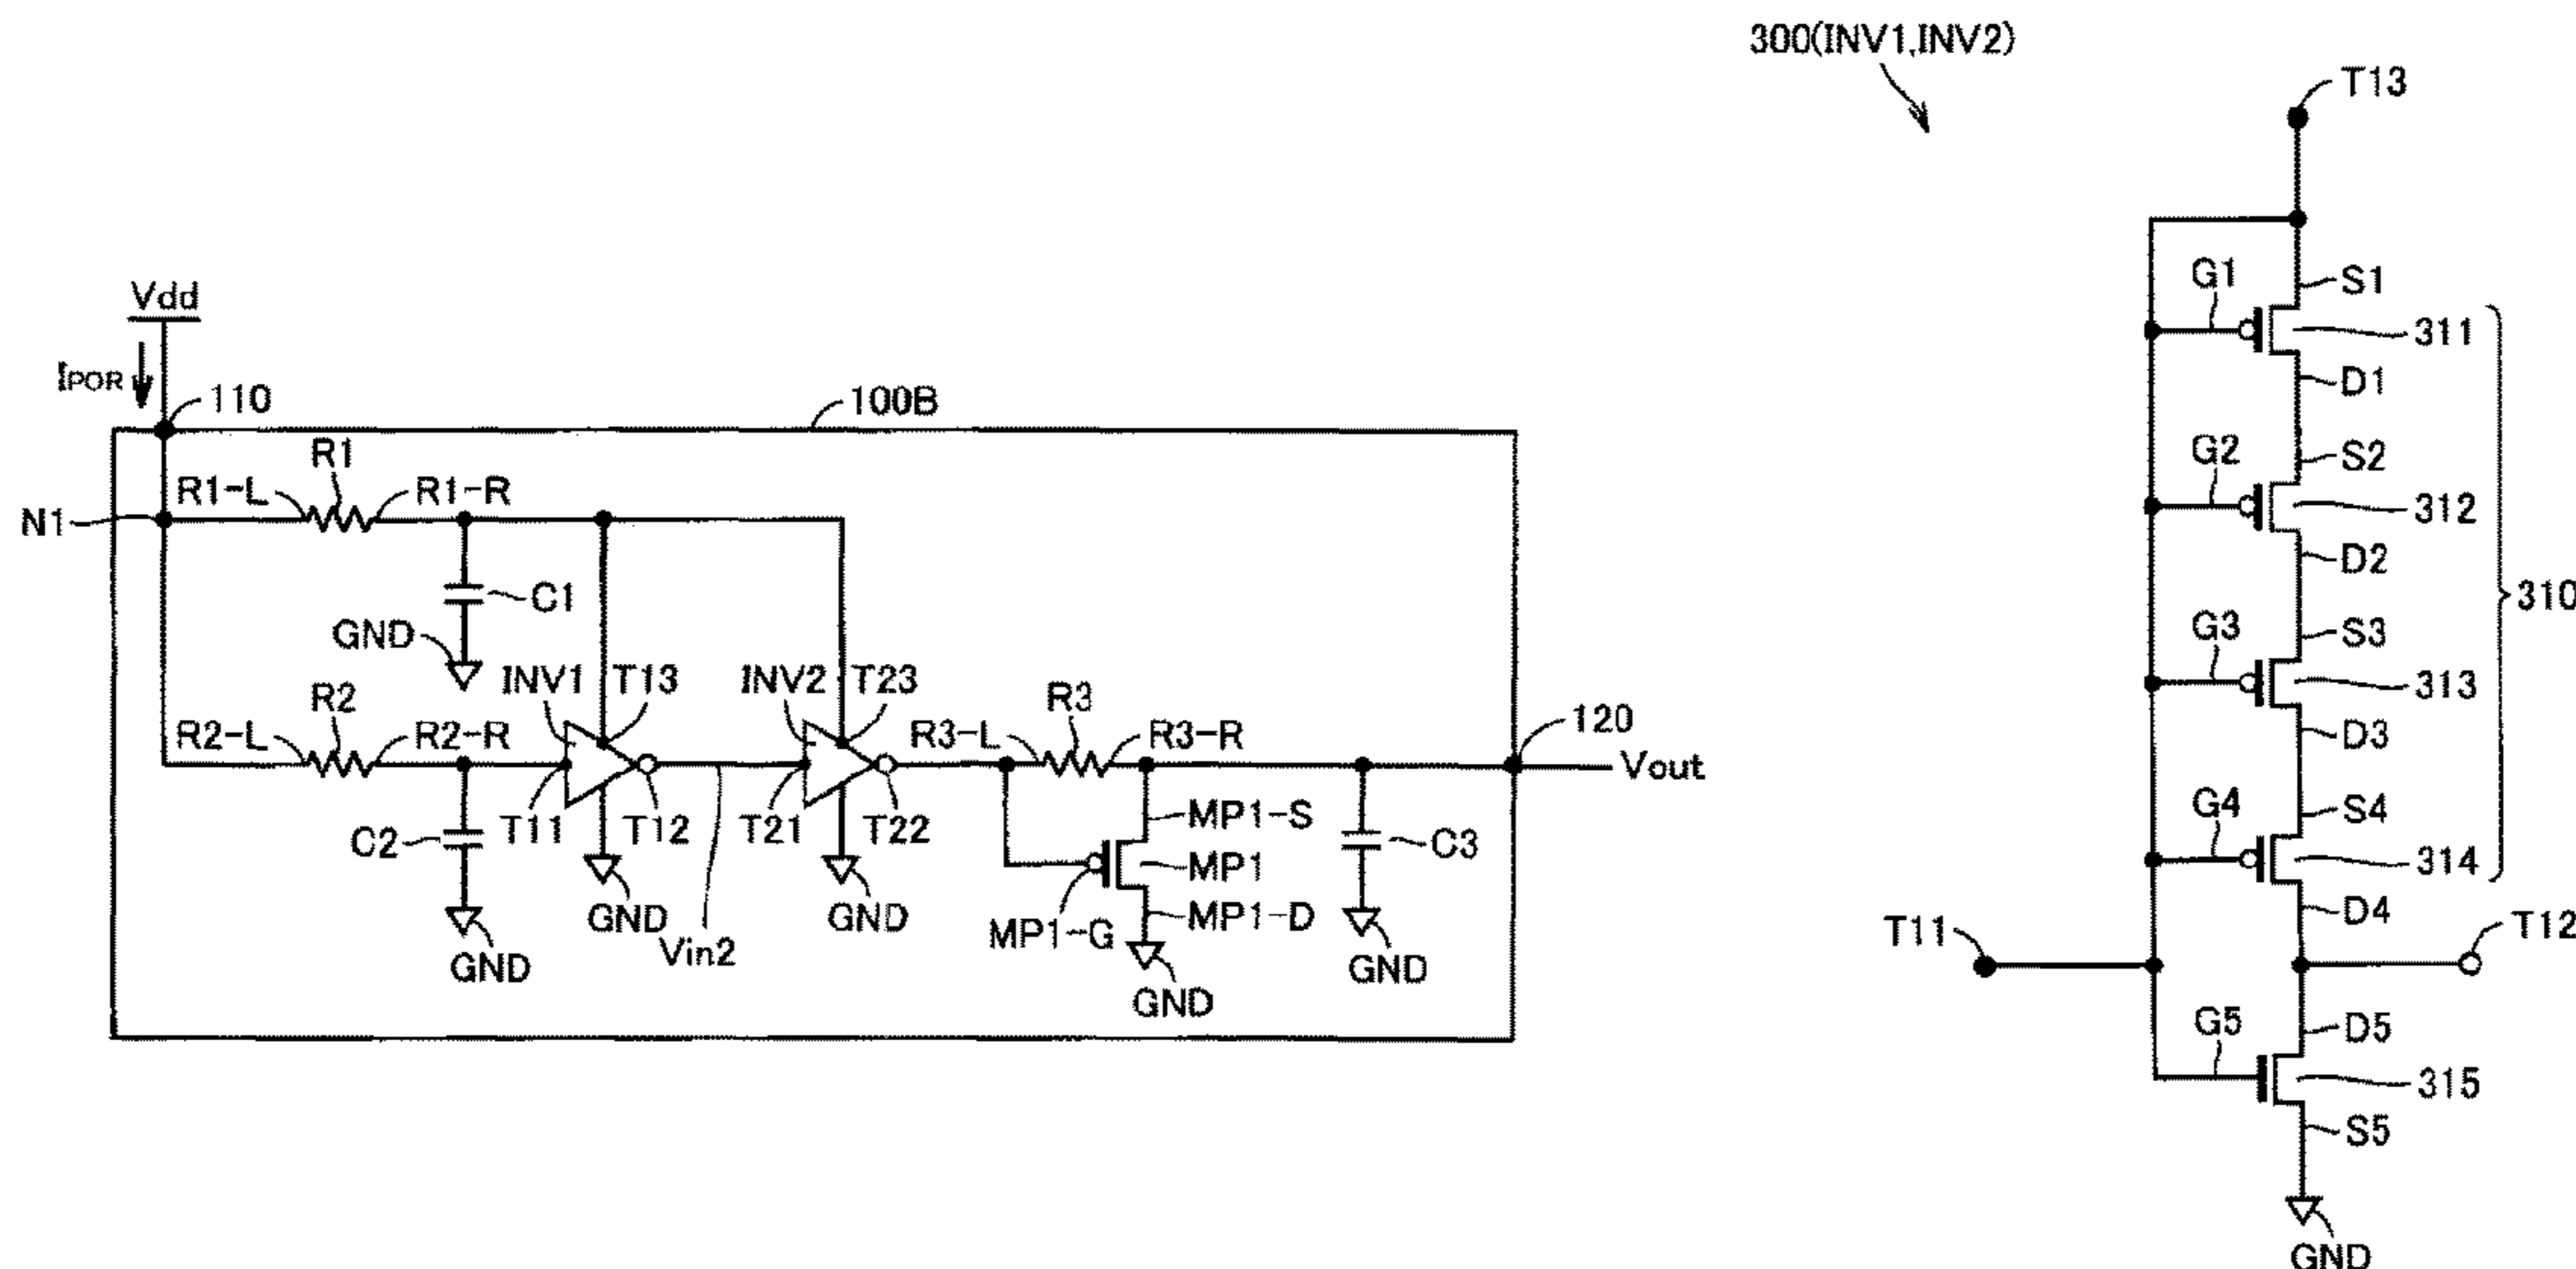 300(INV1,INV2)
T13
Vdd
IPOR
110
100B
R1
R1-L
R1-R
N1
C1
GND
R2
R2-L
R2-R
INV1
T13
INV2
T23
R3
R3-L
R3-R
120
Vout
T11
T12
T21
T22
C2
GND
GND
Vin2
GND
MP1-S
MP1
MP1-G
MP1-D
GND
C3
GND
G1
S1
311
D1
G2
S2
312
D2
310
G3
S3
313
D3
G4
S4
314
D4
T11
T12
G5
D5
315
S5
GND